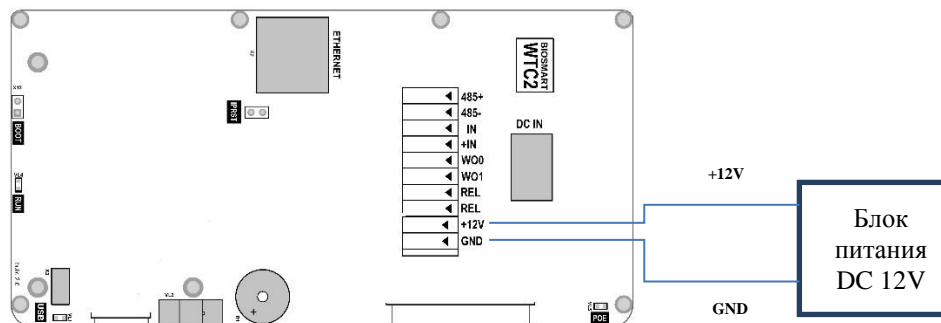 ETHERNET
BIOSMART
WTC2
IPRST
BOOT
RUN
485+
485-
IN
+IN
WO0
WO1
REL
REL
+12V
GND
DC IN
+12V
GND
Блок
питания
DC 12V
USB
POE